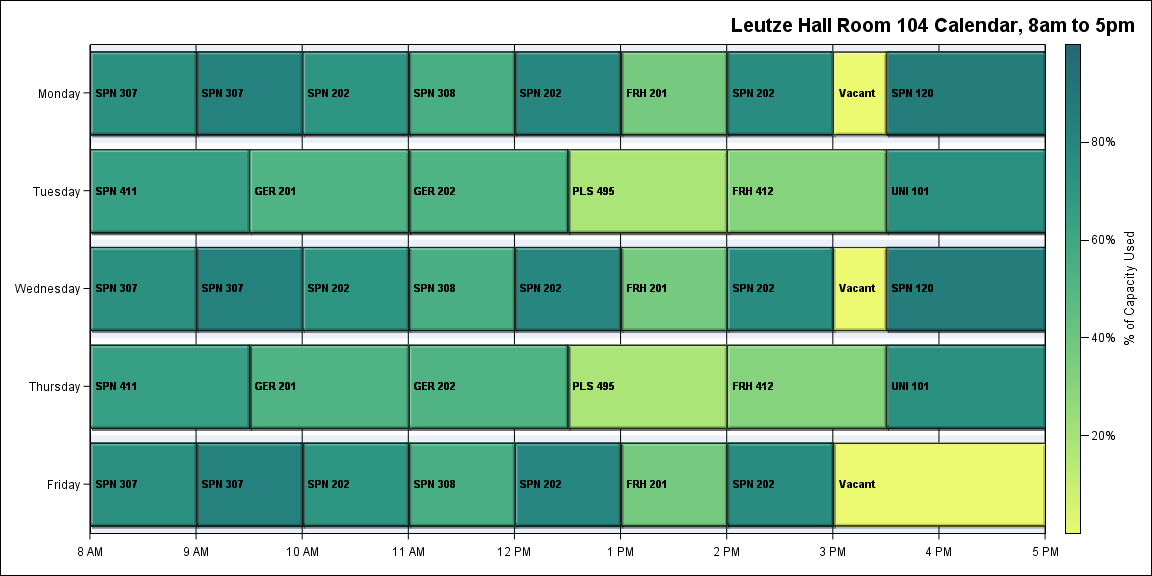 Leutze Hall Room 104 Calendar, 8am to 5pm
Monday
SPN 307 SPN 307 SPN 202 SPN 308 SPN 202 FRH 201 SPN 202 Vacant SPN 120
Tuesday
SPN 411 GER 201 GER 202 PLS 495 FRH 412 UNI 101
Wednesday
SPN 307 SPN 307 SPN 202 SPN 308 SPN 202 FRH 201 SPN 202 Vacant SPN 120
Thursday
SPN 411 GER 201 GER 202 PLS 495 FRH 412 UNI 101
Friday
SPN 307 SPN 307 SPN 202 SPN 308 SPN 202 FRH 201 SPN 202 Vacant
8 AM 9 AM 10 AM 11 AM 12 PM 1 PM 2 PM 3 PM 4 PM 5 PM
80%
60%
40%
20%
% of Capacity Used